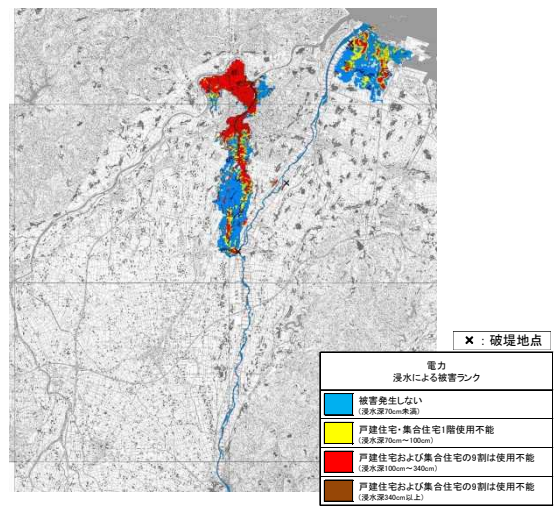 × : 破堤地点
電力
浸水による被害ランク
被害発生しない
(浸水深70cm未満)
戸建住宅・集合住宅1階使用不能
(浸水深70cm～100cm)
戸建住宅および集合住宅の9割は使用不能
(浸水深100cm～340cm)
戸建住宅および集合住宅の9割は使用不能
(浸水深340cm以上)